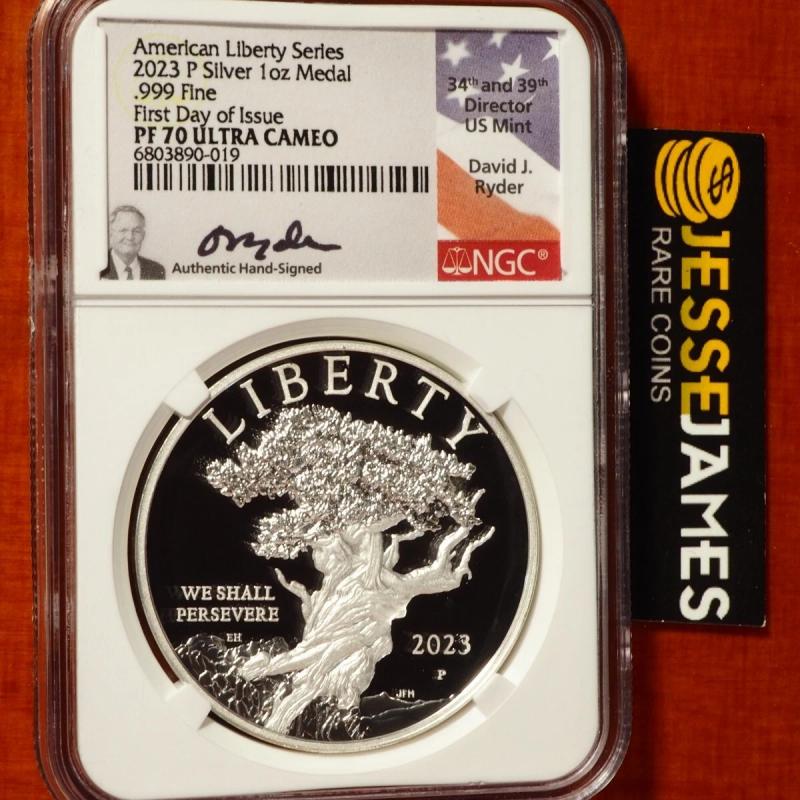 American Liberty Series
2023 P Silver 1oz Medal
.999 Fine
First Day of Issue
PF 70 ULTRA CAMEO
6803890-019
Authentic Hand-Signed
34th and 39th
Director
US Mint
David J.
Ryder
NGC®
JESSEJAMES
RARE COINS
LIBERTY
WE SHALL
PERSEVERE
EH
2023
P
JFM